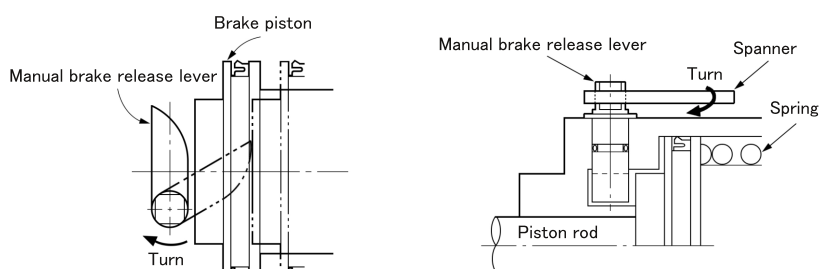 Brake piston
Manual brake release lever
Turn
Manual brake release lever
Spanner
Turn
Spring
Piston rod